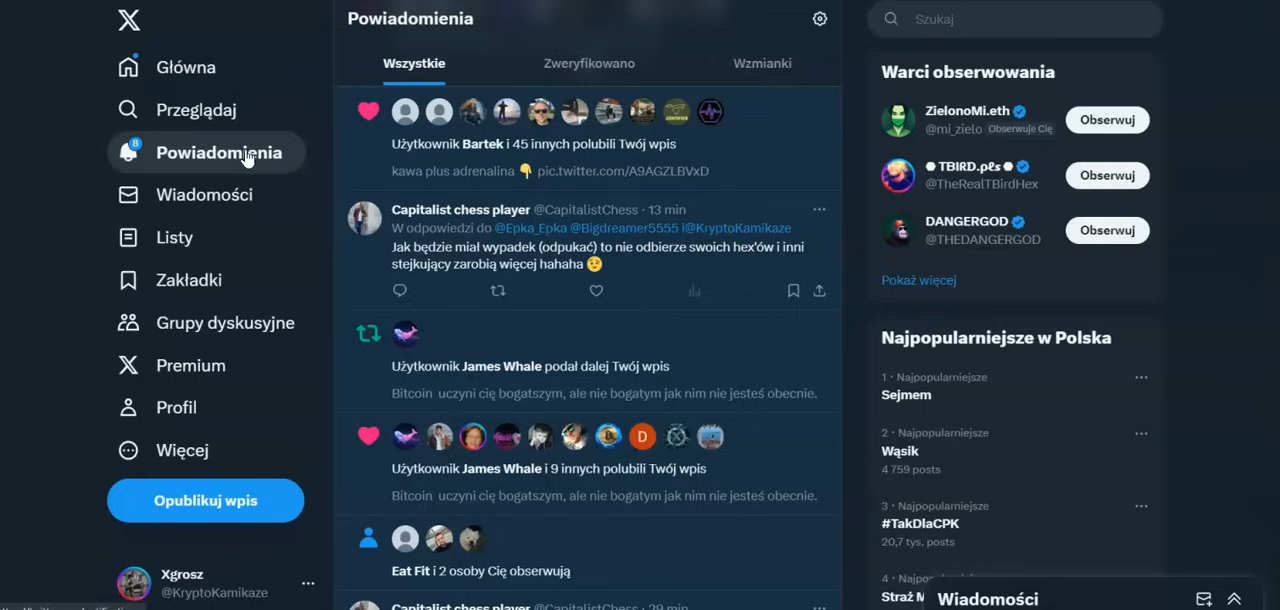 Główna
Przeglądaj
8
Powiadomienia
Wiadomości
Listy
Zakładki
Grupy dyskusyjne
Premium
Profil
Więcej
Opublikuj wpis
Xgrosz
@KryptoKamikaze
Powiadomienia
Wszystkie
Zweryfikowano
Wzmianki
Użytkownik Bartek i 45 innych polubili Twój wpis
kawa plus adrenalina 👇 pic.twitter.com/A9AGZLBVxD
Capitalist chess player @CapitalistChess · 13 min
W odpowiedzi do @Epka_Epka @Bigdreamer5555 i@KryptoKamikaze
Jak będzie miał wypadek (odpukać) to nie odbierze swoich hex'ów i inni
stejkujący zarobią więcej hahaha 😉
Użytkownik James Whale podał dalej Twój wpis
Bitcoin uczyni cię bogatszym, ale nie bogatym jak nim nie jesteś obecnie.
D
Użytkownik James Whale i 9 innych polubili Twój wpis
Bitcoin uczyni cię bogatszym, ale nie bogatym jak nim nie jesteś obecnie.
Eat Fit i 2 osoby Cię obserwują
Capitalist chess player @CapitalistChess · 29 min
Szukaj
Warci obserwowania
ZielonoMi.eth
@mi_zielo Obserwuje Cię
Obserwuj
TBIRD.pls
@TheRealTBirdHex
Obserwuj
DANGERGOD
@THEDANGERGOD
Obserwuj
Pokaż więcej
Najpopularniejsze w Polska
1 · Najpopularniejsze
Sejmem
2 · Najpopularniejsze
Wąsik
4 759 posts
3 · Najpopularniejsze
#TakDlaCPK
20,7 tys. posts
4 · Najpo
Straż M
Wiadomości